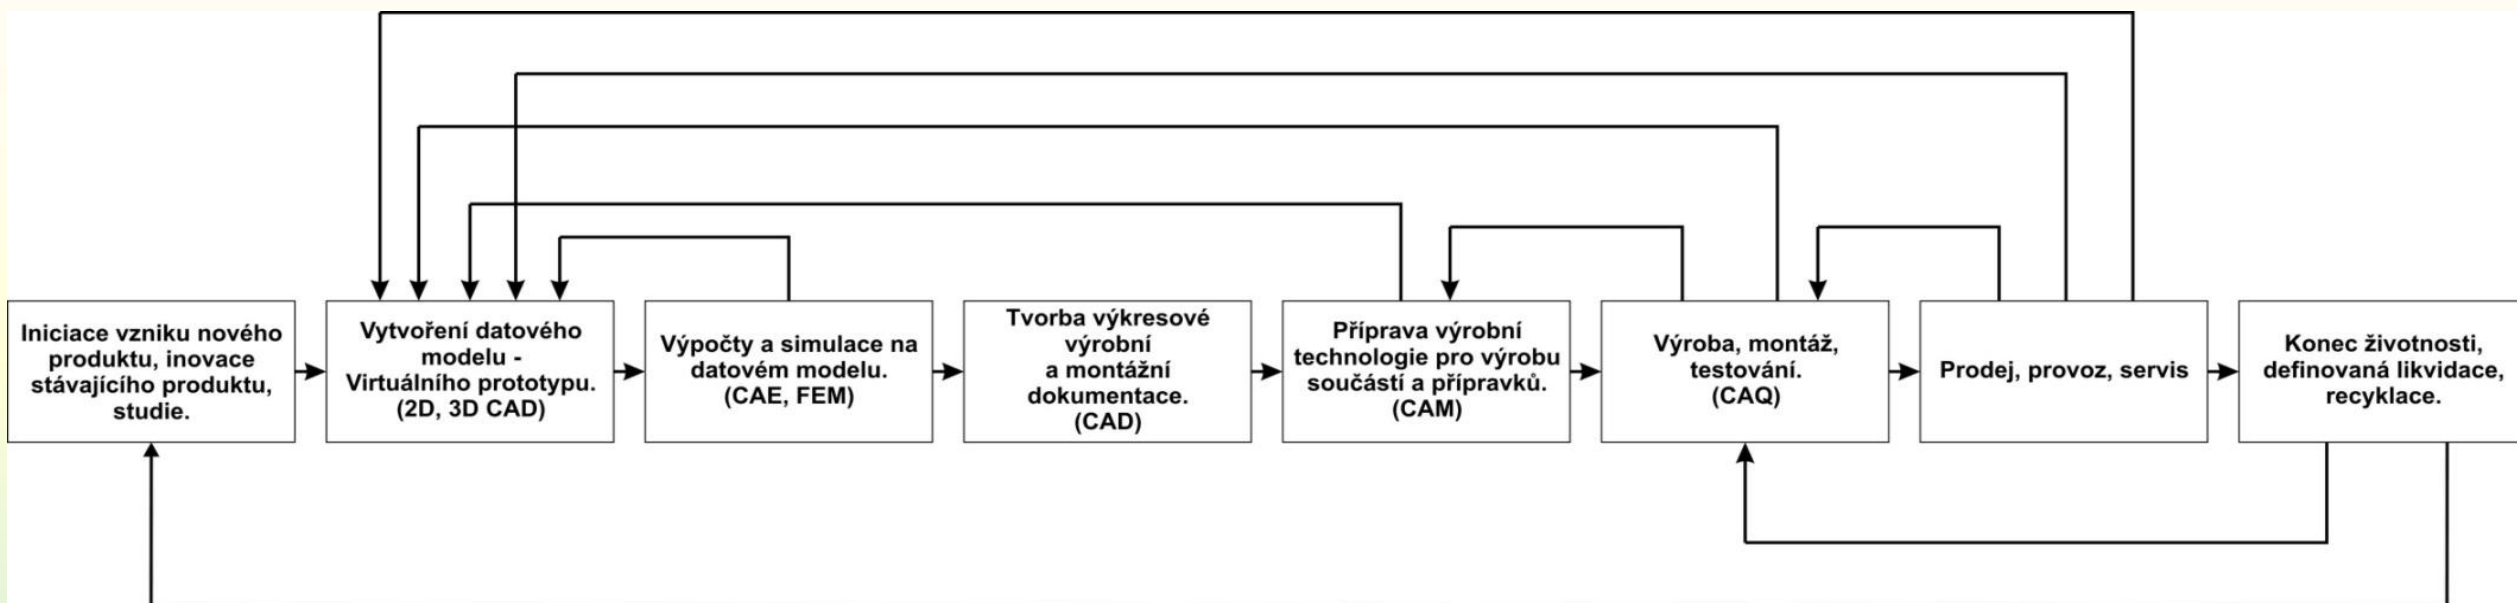 Iniciace vzniku nového
produktu, inovace
stávajícího produktu,
studie.
Vytvoření datového
modelu -
Virtuálního prototypu.
(2D, 3D CAD)
Výpočty a simulace na
datovém modelu.
(CAE, FEM)
Tvorba výkresové
výrobní
a montážní
dokumentace.
(CAD)
Příprava výrobní
technologie pro výrobu
součástí a přípravků.
(CAM)
Výroba, montáž,
testování.
(CAQ)
Prodej, provoz, servis
Konec životnosti,
definovaná likvidace,
recyklace.